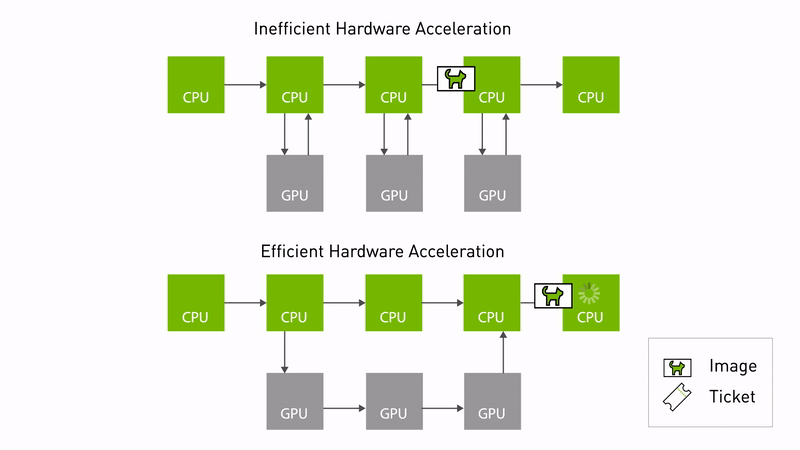 Inefficient Hardware Acceleration
CPU CPU CPU CPU CPU
GPU GPU GPU
Efficient Hardware Acceleration
CPU CPU CPU CPU CPU
GPU GPU GPU
Image
Ticket